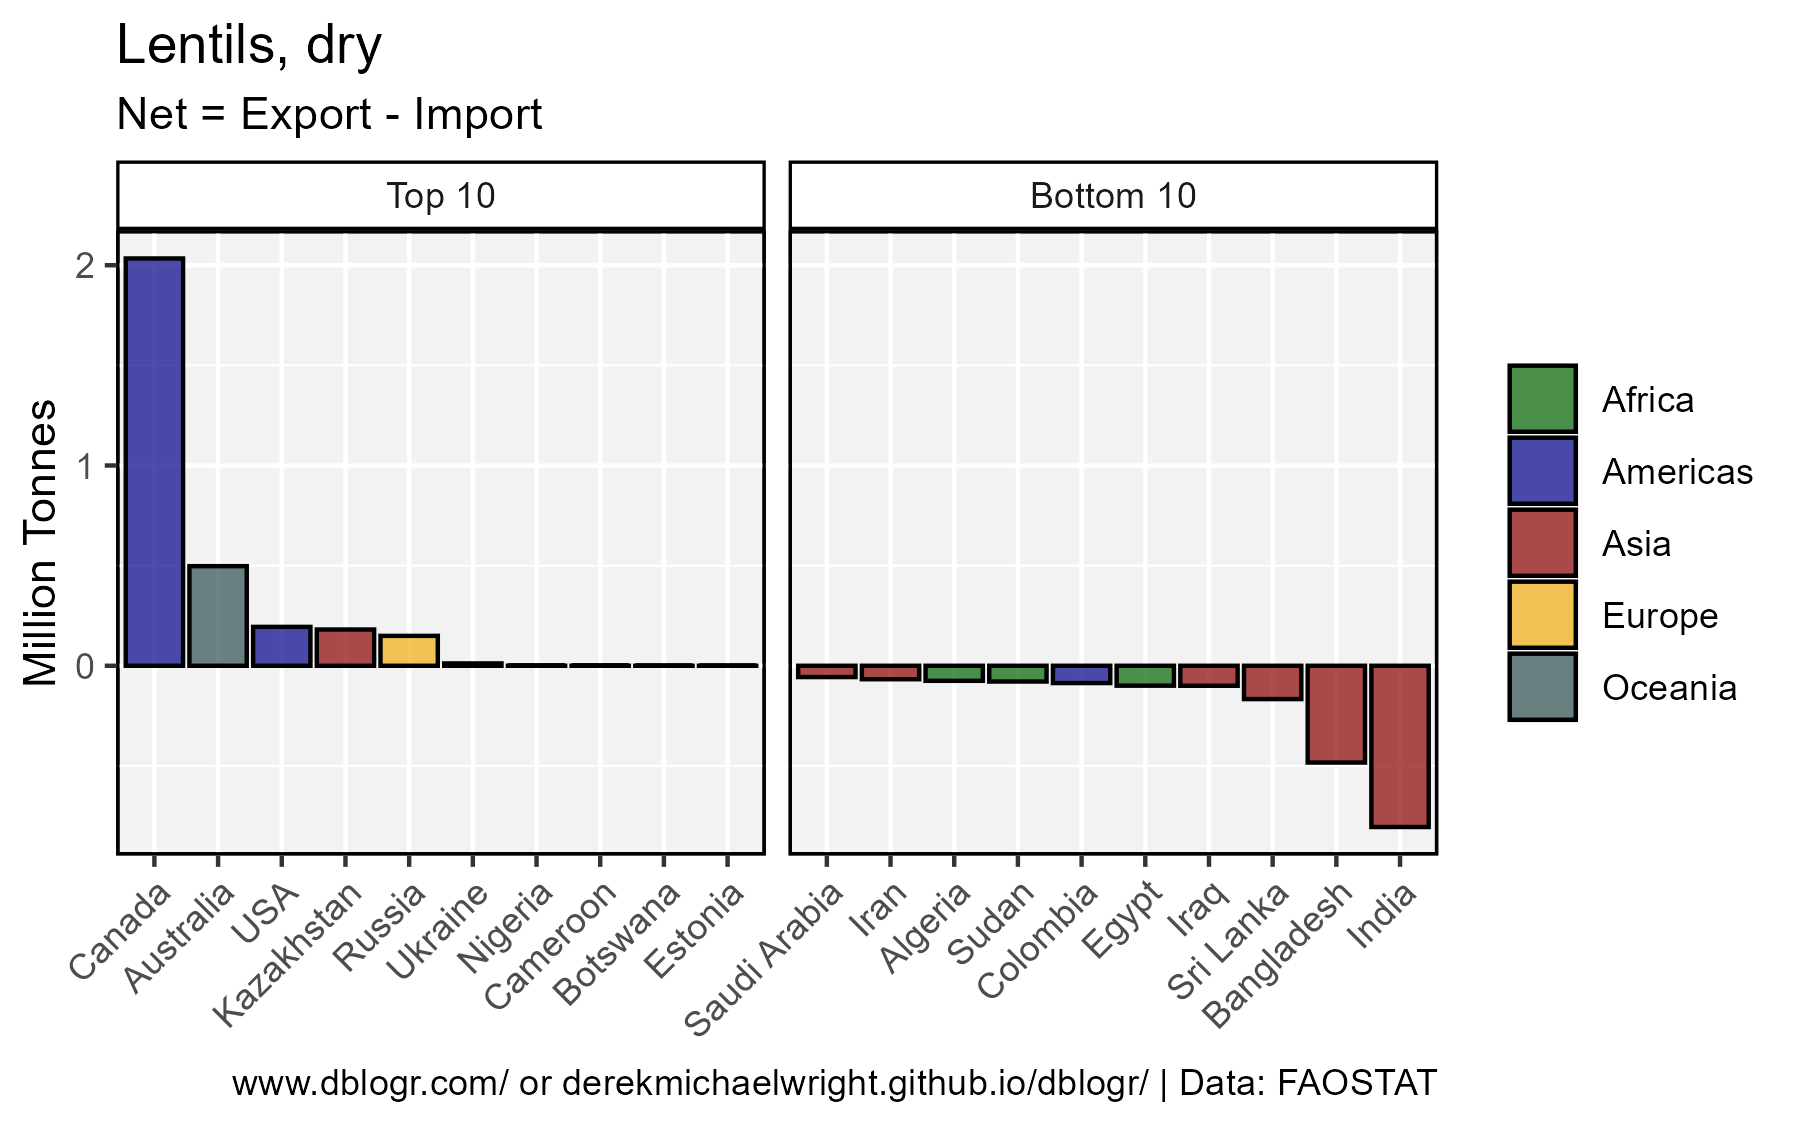 Lentils, dry
Net = Export - Import
Top 10
Bottom 10
Million Tonnes
2
1
0
Canada
Australia
USA
Kazakhstan
Russia
Ukraine
Nigeria
Cameroon
Botswana
Estonia
Saudi Arabia
Iran
Algeria
Sudan
Colombia
Egypt
Iraq
Sri Lanka
Bangladesh
India
Africa
Americas
Asia
Europe
Oceania
www.dblogr.com/ or derekmichaelwright.github.io/dblogr/ | Data: FAOSTAT